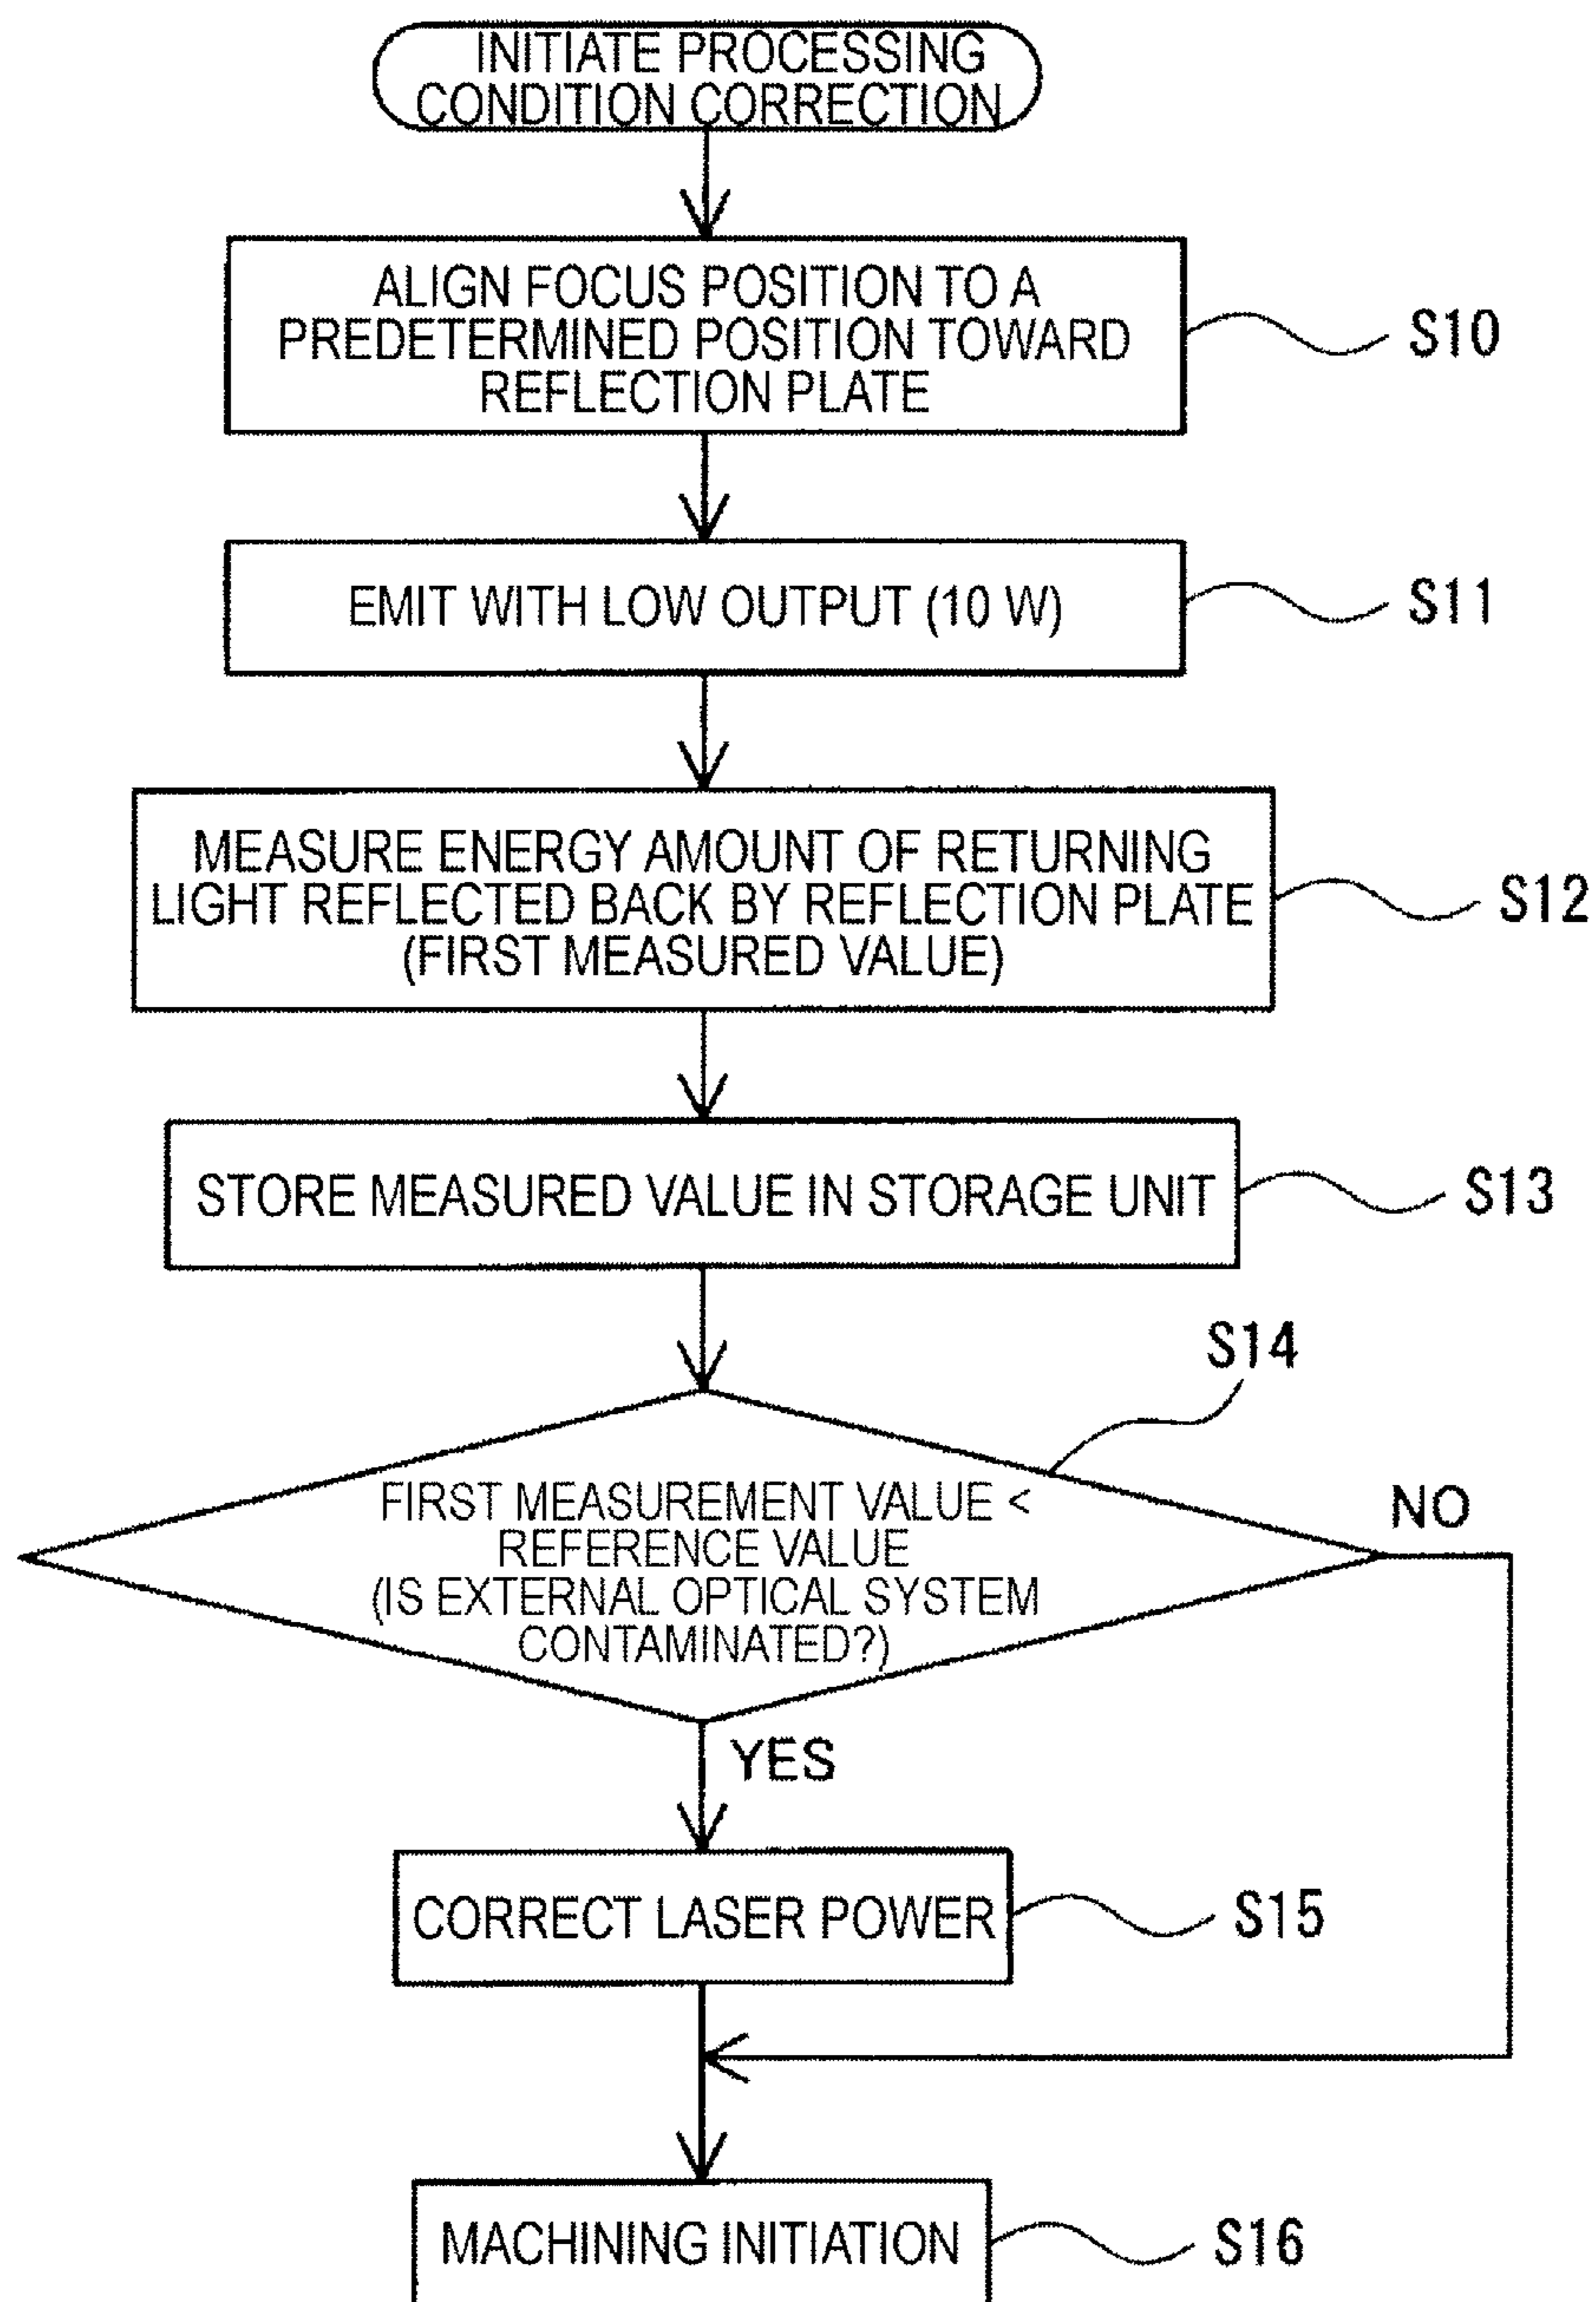 INITIATE PROCESSING
CONDITION CORRECTION
ALIGN FOCUS POSITION TO A
PREDETERMINED POSITION TOWARD
REFLECTION PLATE
S10
EMIT WITH LOW OUTPUT (10 W)
S11
MEASURE ENERGY AMOUNT OF RETURNING
LIGHT REFLECTED BACK BY REFLECTION PLATE
(FIRST MEASURED VALUE)
S12
STORE MEASURED VALUE IN STORAGE UNIT
S13
S14
FIRST MEASUREMENT VALUE <
REFERENCE VALUE
(IS EXTERNAL OPTICAL SYSTEM
CONTAMINATED?)
NO
YES
CORRECT LASER POWER
S15
MACHINING INITIATION
S16